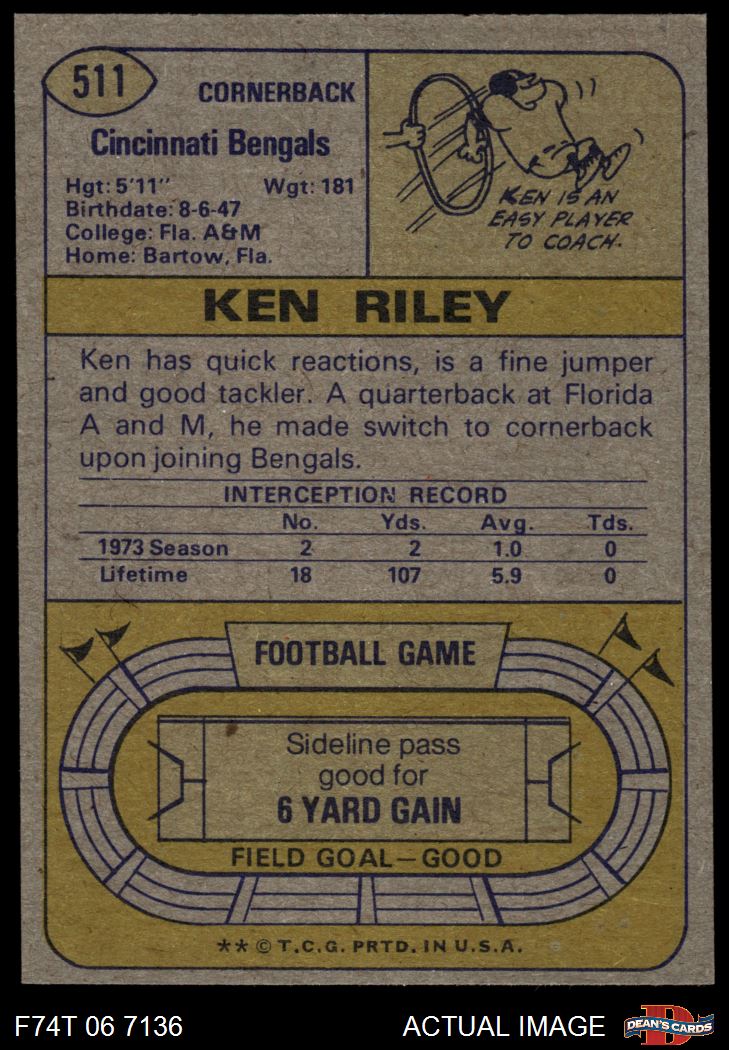 511
CORNERBACK
Cincinnati Bengals
Hgt: 5'11" Wgt: 181
Birthdate: 8-6-47
College: Fla. A&M
Home: Bartow, Fla.
KEN IS AN
EASY PLAYER
TO COACH.
KEN RILEY
Ken has quick reactions, is a fine jumper
and good tackler. A quarterback at Florida
A and M, he made switch to cornerback
upon joining Bengals.
INTERCEPTION RECORD
No. Yds. Avg. Tds.
1973 Season 2 2 1.0 0
Lifetime 18 107 5.9 0
FOOTBALL GAME
Sideline pass
good for
6 YARD GAIN
FIELD GOAL—GOOD
** © T.C.G. PRTD. IN U.S.A.
F74T 06 7136 ACTUAL IMAGE
D
DEAN'S CARDS